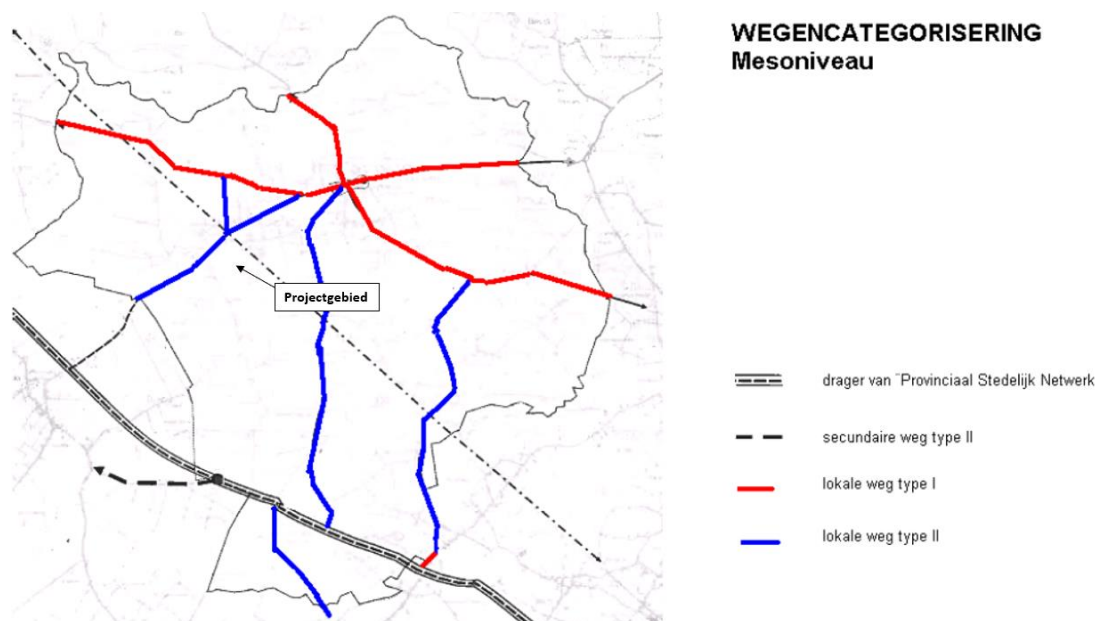 WEGENCATEGORISERING
Mesoniveau
Projectgebied
drager van ¨Provinciaal Stedelijk Netwerk
secundaire weg type II
lokale weg type I
lokale weg type II